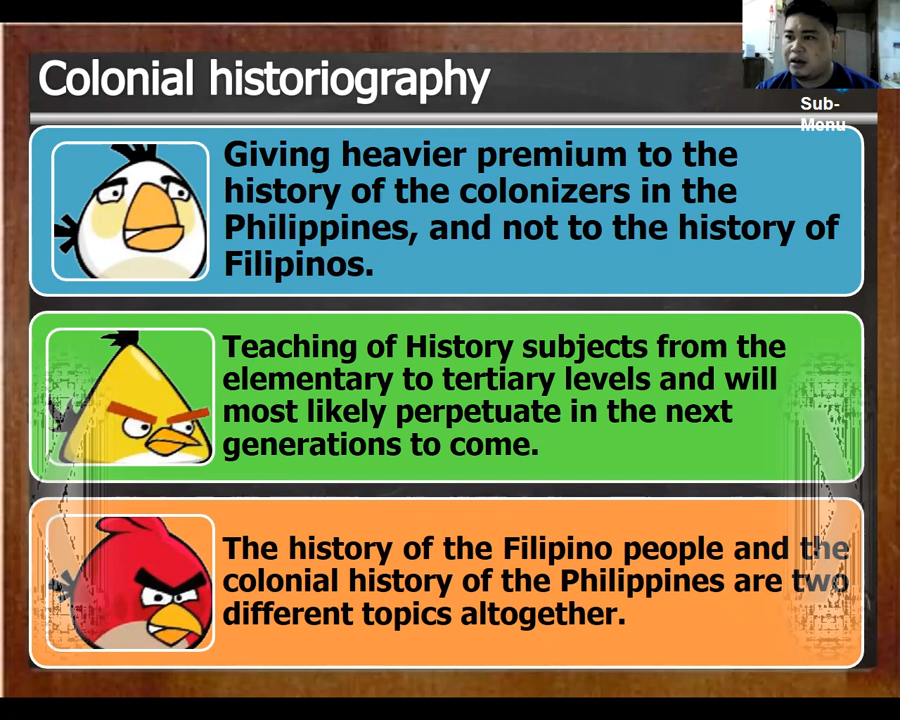 Colonial historiography
Sub-
Menu
Giving heavier premium to the
history of the colonizers in the
Philippines, and not to the history of
Filipinos.
Teaching of History subjects from the
elementary to tertiary levels and will
most likely perpetuate in the next
generations to come.
The history of the Filipino people and the
colonial history of the Philippines are two
different topics altogether.